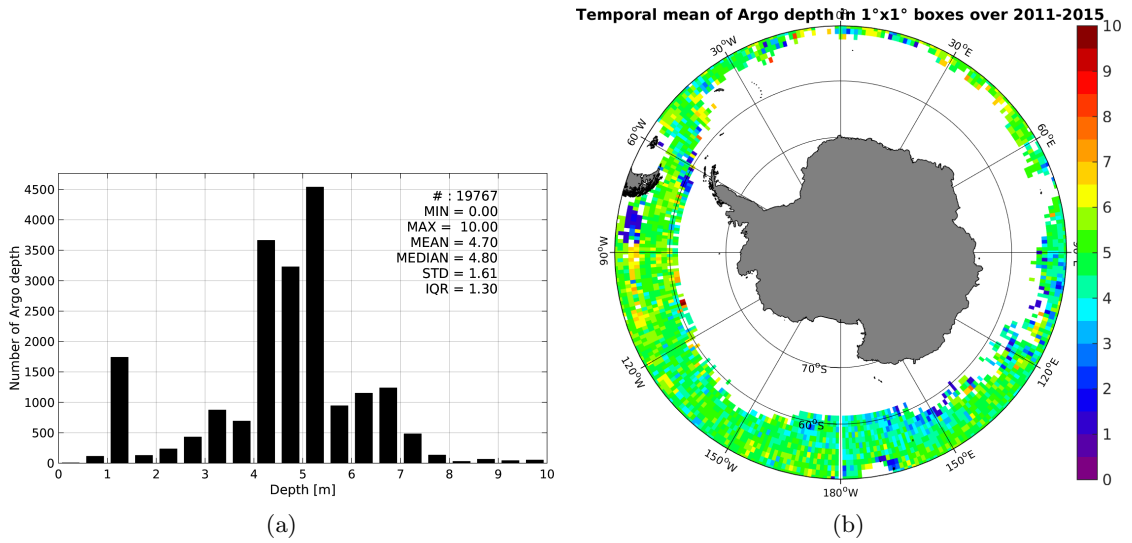 Temporal mean of Argo depth in 1°x1° boxes over 2011-2015
Number of Argo depth
4500
4000
3500
3000
2500
2000
1500
1000
500
0
# : 19767
MIN = 0.00
MAX = 10.00
MEAN = 4.70
MEDIAN = 4.80
STD = 1.61
IQR = 1.30
0 1 2 3 4 5 6 7 8 9 10
Depth [m]
(a)
30°W
30°E
60°W
60°E
90°W
120°W
120°E
150°W
150°E
180°W
70°S
60°S
10
9
8
7
6
5
4
3
2
1
0
(b)